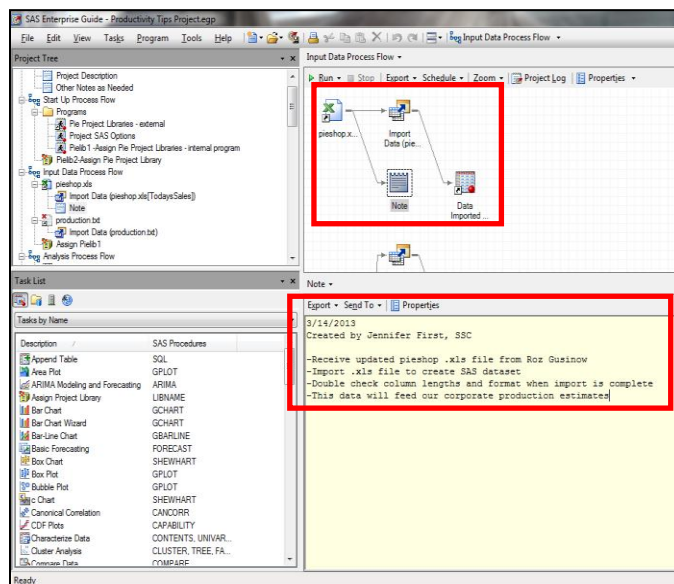 SAS Enterprise Guide - Productivity Tips Project.egp
File Edit View Tasks Program Tools Help Input Data Process Flow
Project Tree
Project Description
Other Notes as Needed
Start Up Process Flow
Programs
Pie Project Libraries - external
Project SAS Options
Pielib1 -Assign Pie Project Libraries - internal program
Pielib2-Assign Pie Project Library
Input Data Process Flow
pieshop.xls
Import Data (pieshop.xls[TodaysSales])
Note
production.txt
Import Data (production.txt)
Assign Pielib1
Analysis Process Flow
Input Data Process Flow
Run Stop Export Schedule Zoom Project Log Properties
pieshop.x...
Import
Data (pie...
Note
Data
Imported ...
Task List
Tasks by Name
Description SAS Procedures
Append Table SQL
Area Plot GPLOT
ARIMA Modeling and Forecasting ARIMA
Assign Project Library LIBNAME
Bar Chart GCHART
Bar Chart Wizard GCHART
Bar-Line Chart GBARLINE
Basic Forecasting FORECAST
Box Chart SHEWHART
Box Plot GPLOT
Bubble Plot GPLOT
c Chart SHEWHART
Canonical Correlation CANCORR
CDF Plots CAPABILITY
Characterize Data CONTENTS, UNIVAR...
Cluster Analysis CLUSTER, TREE, FA...
Compare Data COMPARE
Note
Export Send To Properties
3/14/2013
Created by Jennifer First, SSC
-Receive updated pieshop .xls file from Roz Gusinow
-Import .xls file to create SAS dataset
-Double check column lengths and format when import is complete
-This data will feed our corporate production estimates
Ready